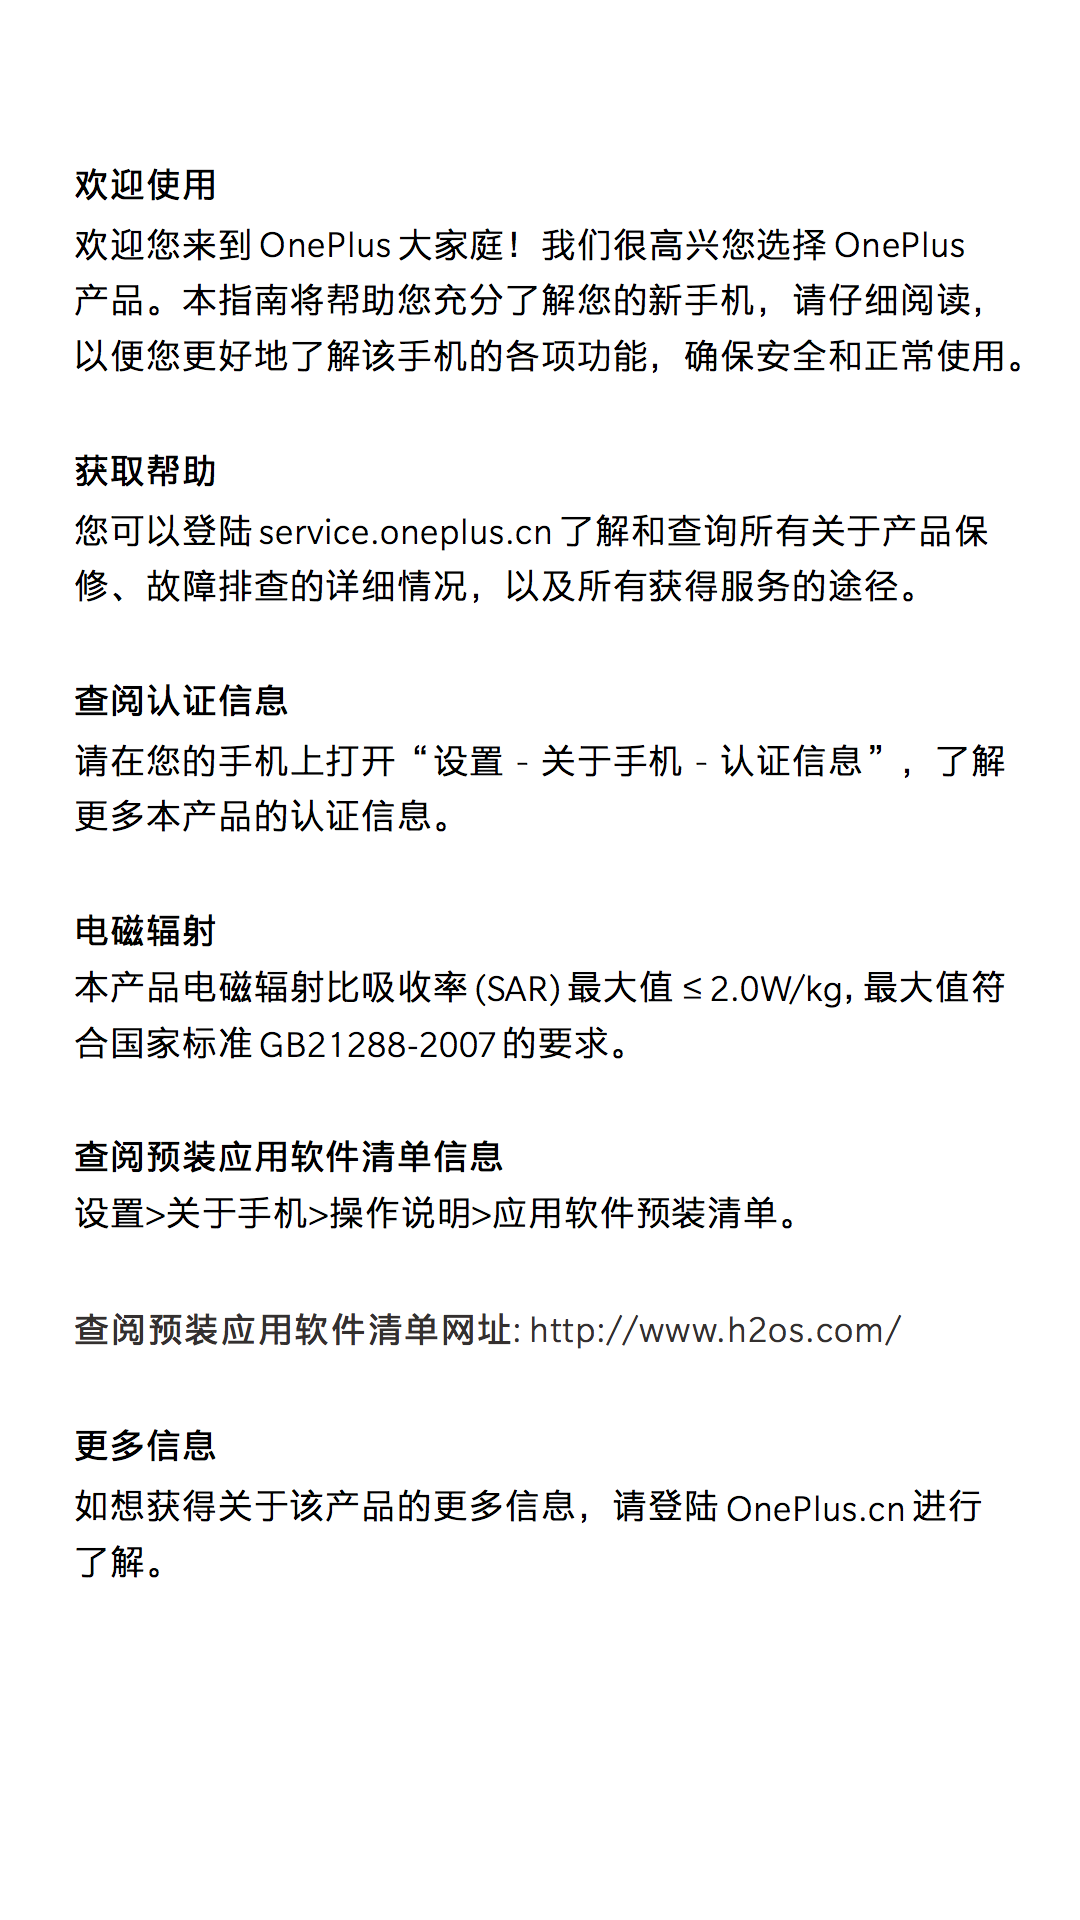 欢迎使用
欢迎您来到 OnePlus 大家庭！我们很高兴您选择 OnePlus
产品。本指南将帮助您充分了解您的新手机，请仔细阅读，
以便您更好地了解该手机的各项功能，确保安全和正常使用。
获取帮助
您可以登陆 service.oneplus.cn 了解和查询所有关于产品保
修、故障排查的详细情况，以及所有获得服务的途径。
查阅认证信息
请在您的手机上打开“设置 - 关于手机 - 认证信息”，了解
更多本产品的认证信息。
电磁辐射
本产品电磁辐射比吸收率 (SAR) 最大值 ≤ 2.0W/kg, 最大值符
合国家标准 GB21288-2007 的要求。
查阅预装应用软件清单信息
设置>关于手机>操作说明>应用软件预装清单。
查阅预装应用软件清单网址: http://www.h2os.com/
更多信息
如想获得关于该产品的更多信息，请登陆 OnePlus.cn 进行
了解。